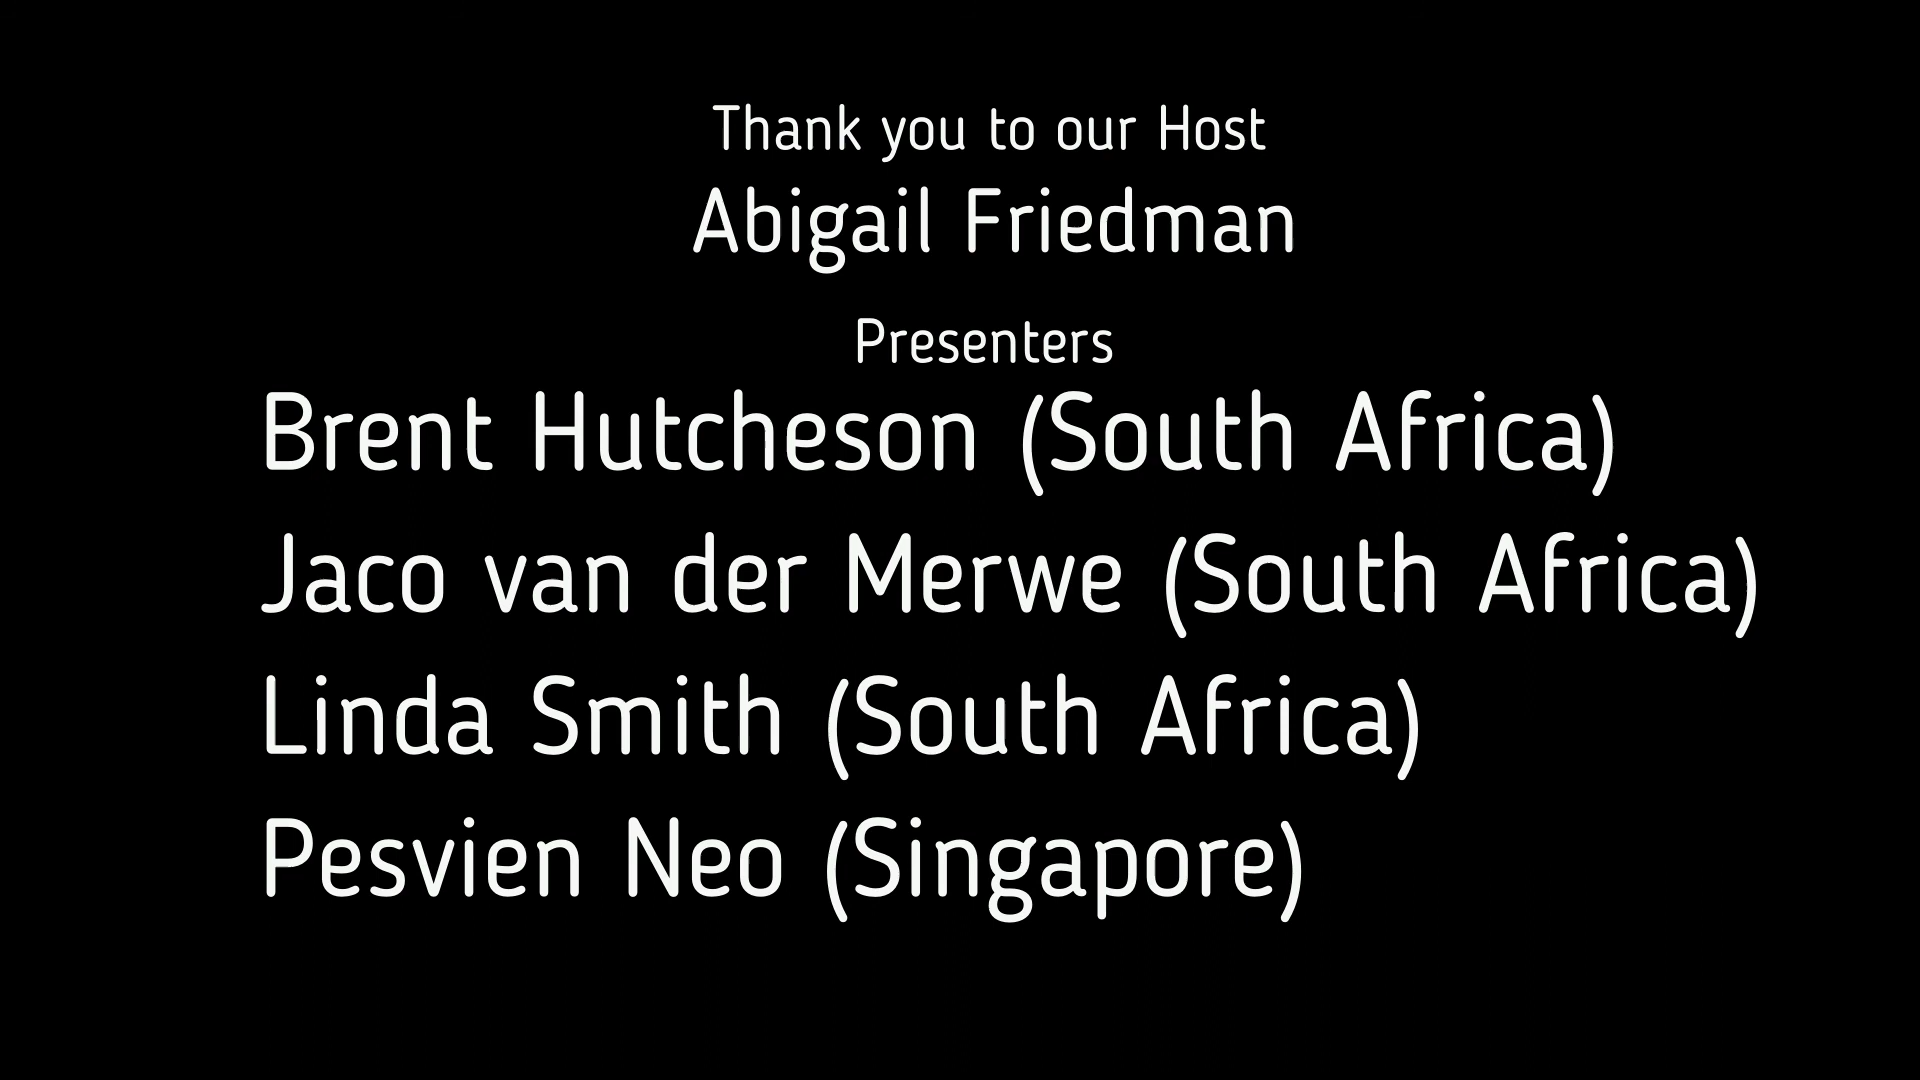 Thank you to our Host
Abigail Friedman
Presenters
Brent Hutcheson (South Africa)
Jaco van der Merwe (South Africa)
Linda Smith (South Africa)
Pesvien Neo (Singapore)